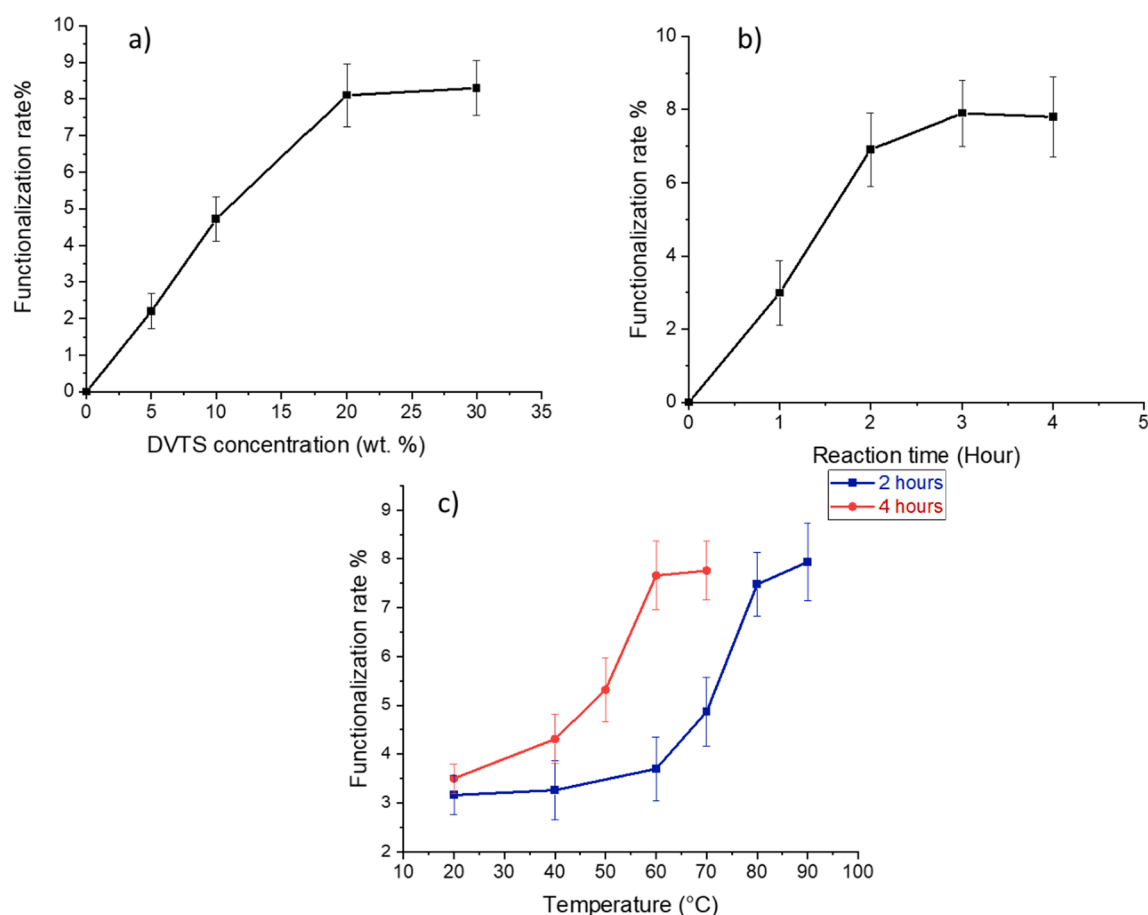 a)
Functionalization rate%
10
9
8
7
6
5
4
3
2
1
0
0 5 10 15 20 25 30 35
DVTS concentration (wt. %)
b)
Functionalization rate %
10
8
6
4
2
0
0 1 2 3 4 5
Reaction time (Hour)
2 hours
4 hours
c)
Functionalization rate %
9
8
7
6
5
4
3
2
10 20 30 40 50 60 70 80 90 100
Temperature (°C)